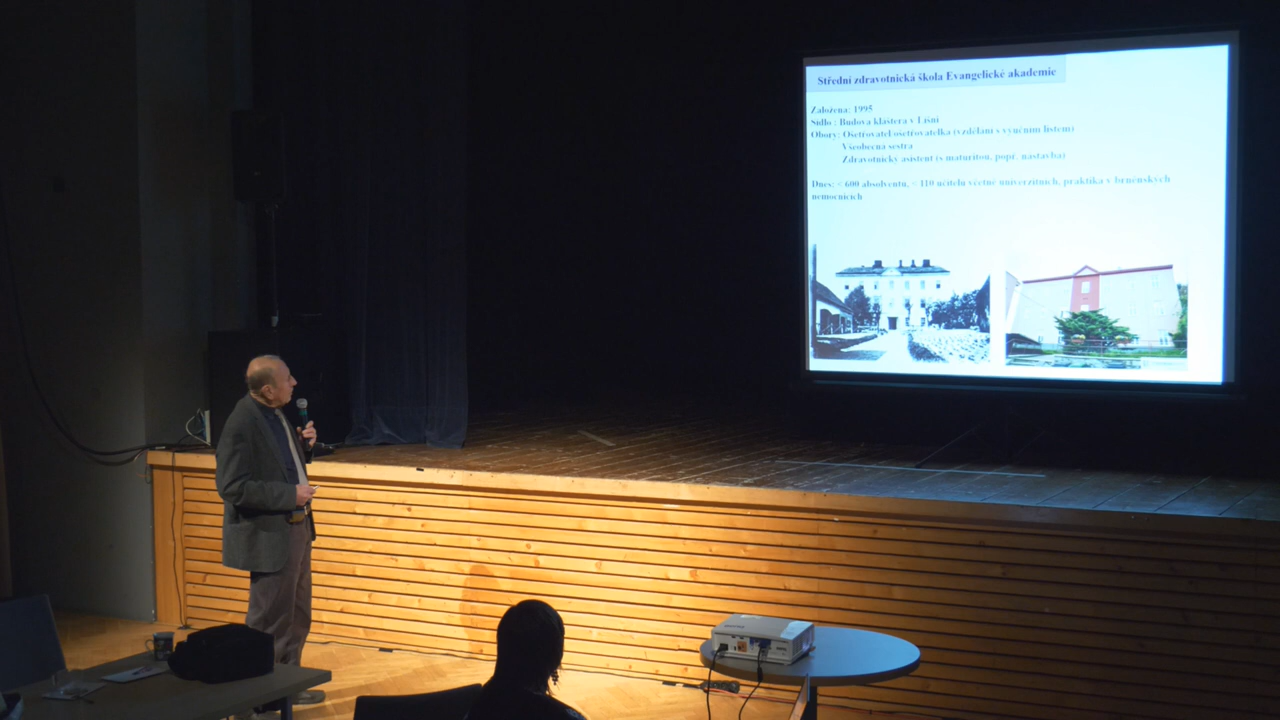 Střední zdravotnická škola Evangelické akademie
Založena: 1995
Sídlo : Budova kláštera v Líšni
Obory: Ošetřovatel/ošetřovatelka (vzdělání s výučním listem)
Všeobecná sestra
Zdravotnický asistent (s maturitou, popř. nástavba)
Dnes: < 600 absolventů, < 110 učitelů včetně univerzitních, praktika v brněnských
nemocnicích